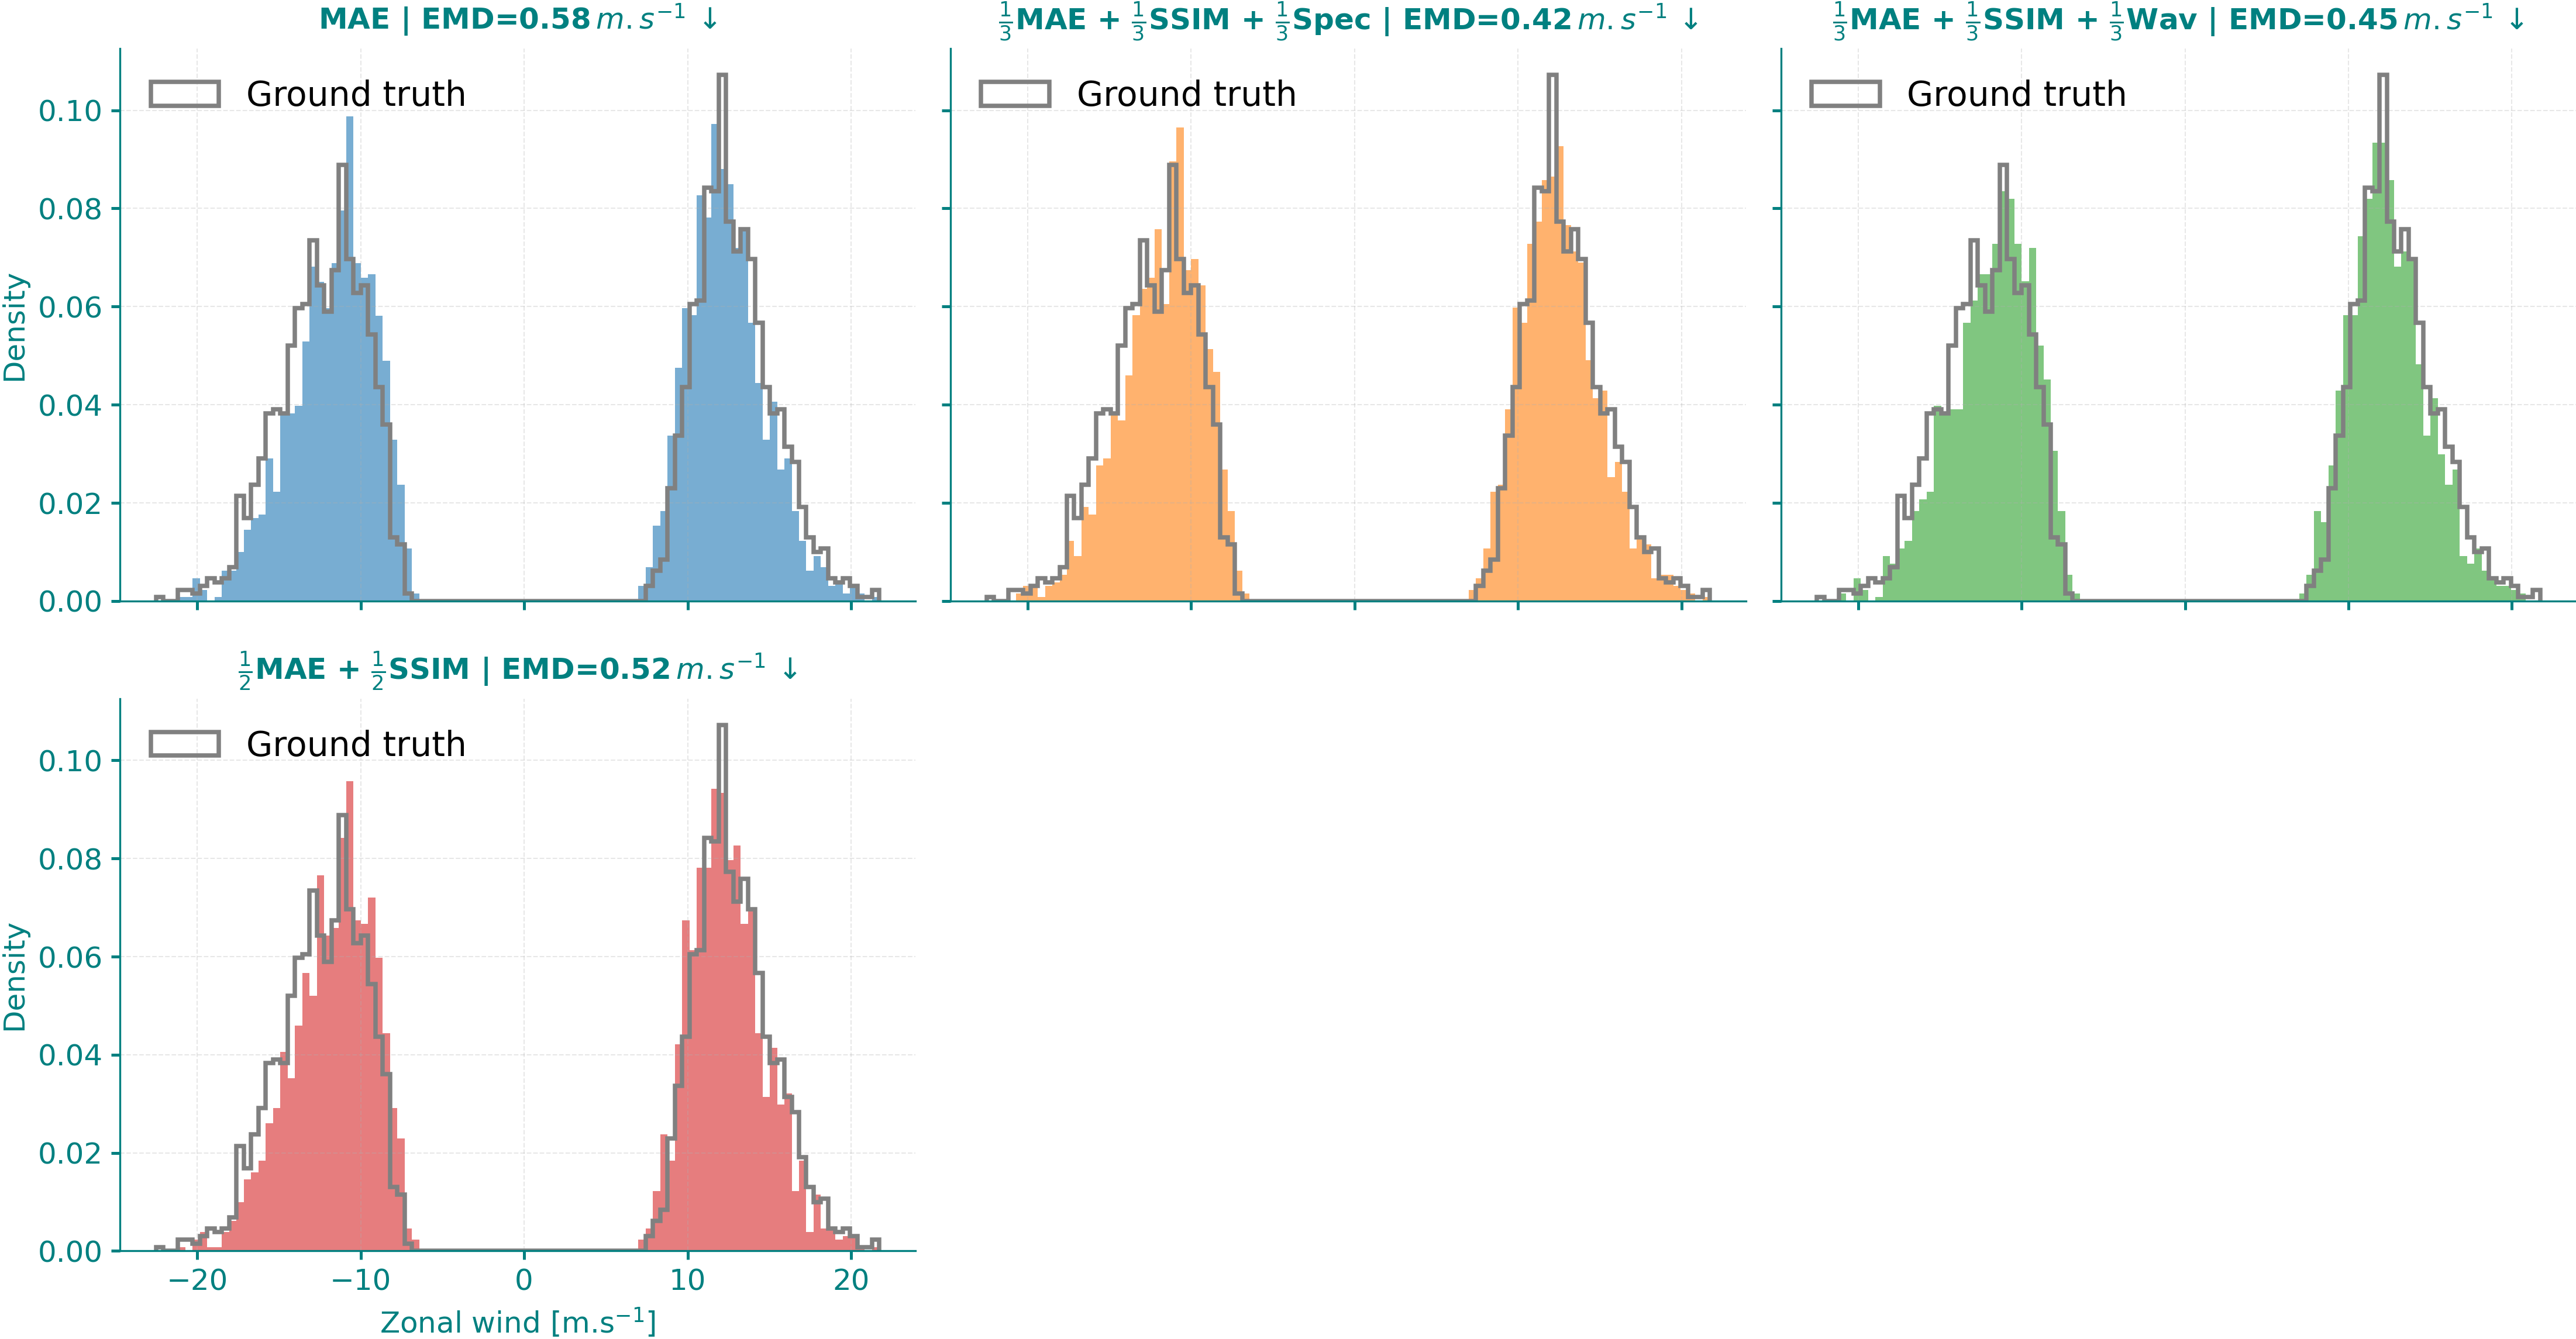 MAE | EMD=0.58 m.s⁻¹ ↓
Ground truth
Density
0.10
0.08
0.06
0.04
0.02
0.00
⅓MAE + ⅓SSIM + ⅓Spec | EMD=0.42 m.s⁻¹ ↓
Ground truth
⅓MAE + ⅓SSIM + ⅓Wav | EMD=0.45 m.s⁻¹ ↓
Ground truth
½MAE + ½SSIM | EMD=0.52 m.s⁻¹ ↓
Ground truth
Density
0.10
0.08
0.06
0.04
0.02
0.00
−20 −10 0 10 20
Zonal wind [m.s⁻¹]